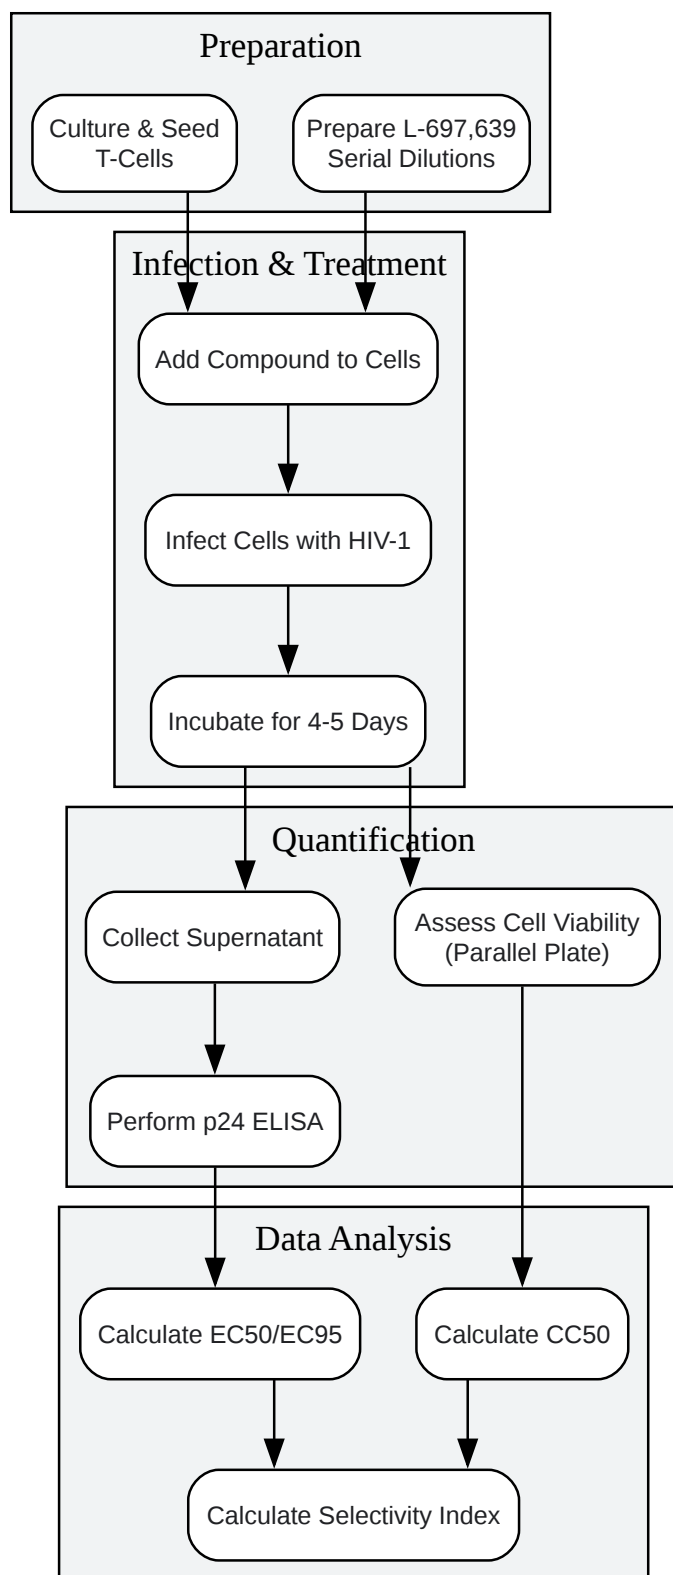 Preparation
Culture & Seed
T-Cells
Prepare L-697,639
Serial Dilutions
Infection & Treatment
Add Compound to Cells
Infect Cells with HIV-1
Incubate for 4-5 Days
Quantification
Collect Supernatant
Assess Cell Viability
(Parallel Plate)
Perform p24 ELISA
Data Analysis
Calculate EC50/EC95
Calculate CC50
Calculate Selectivity Index